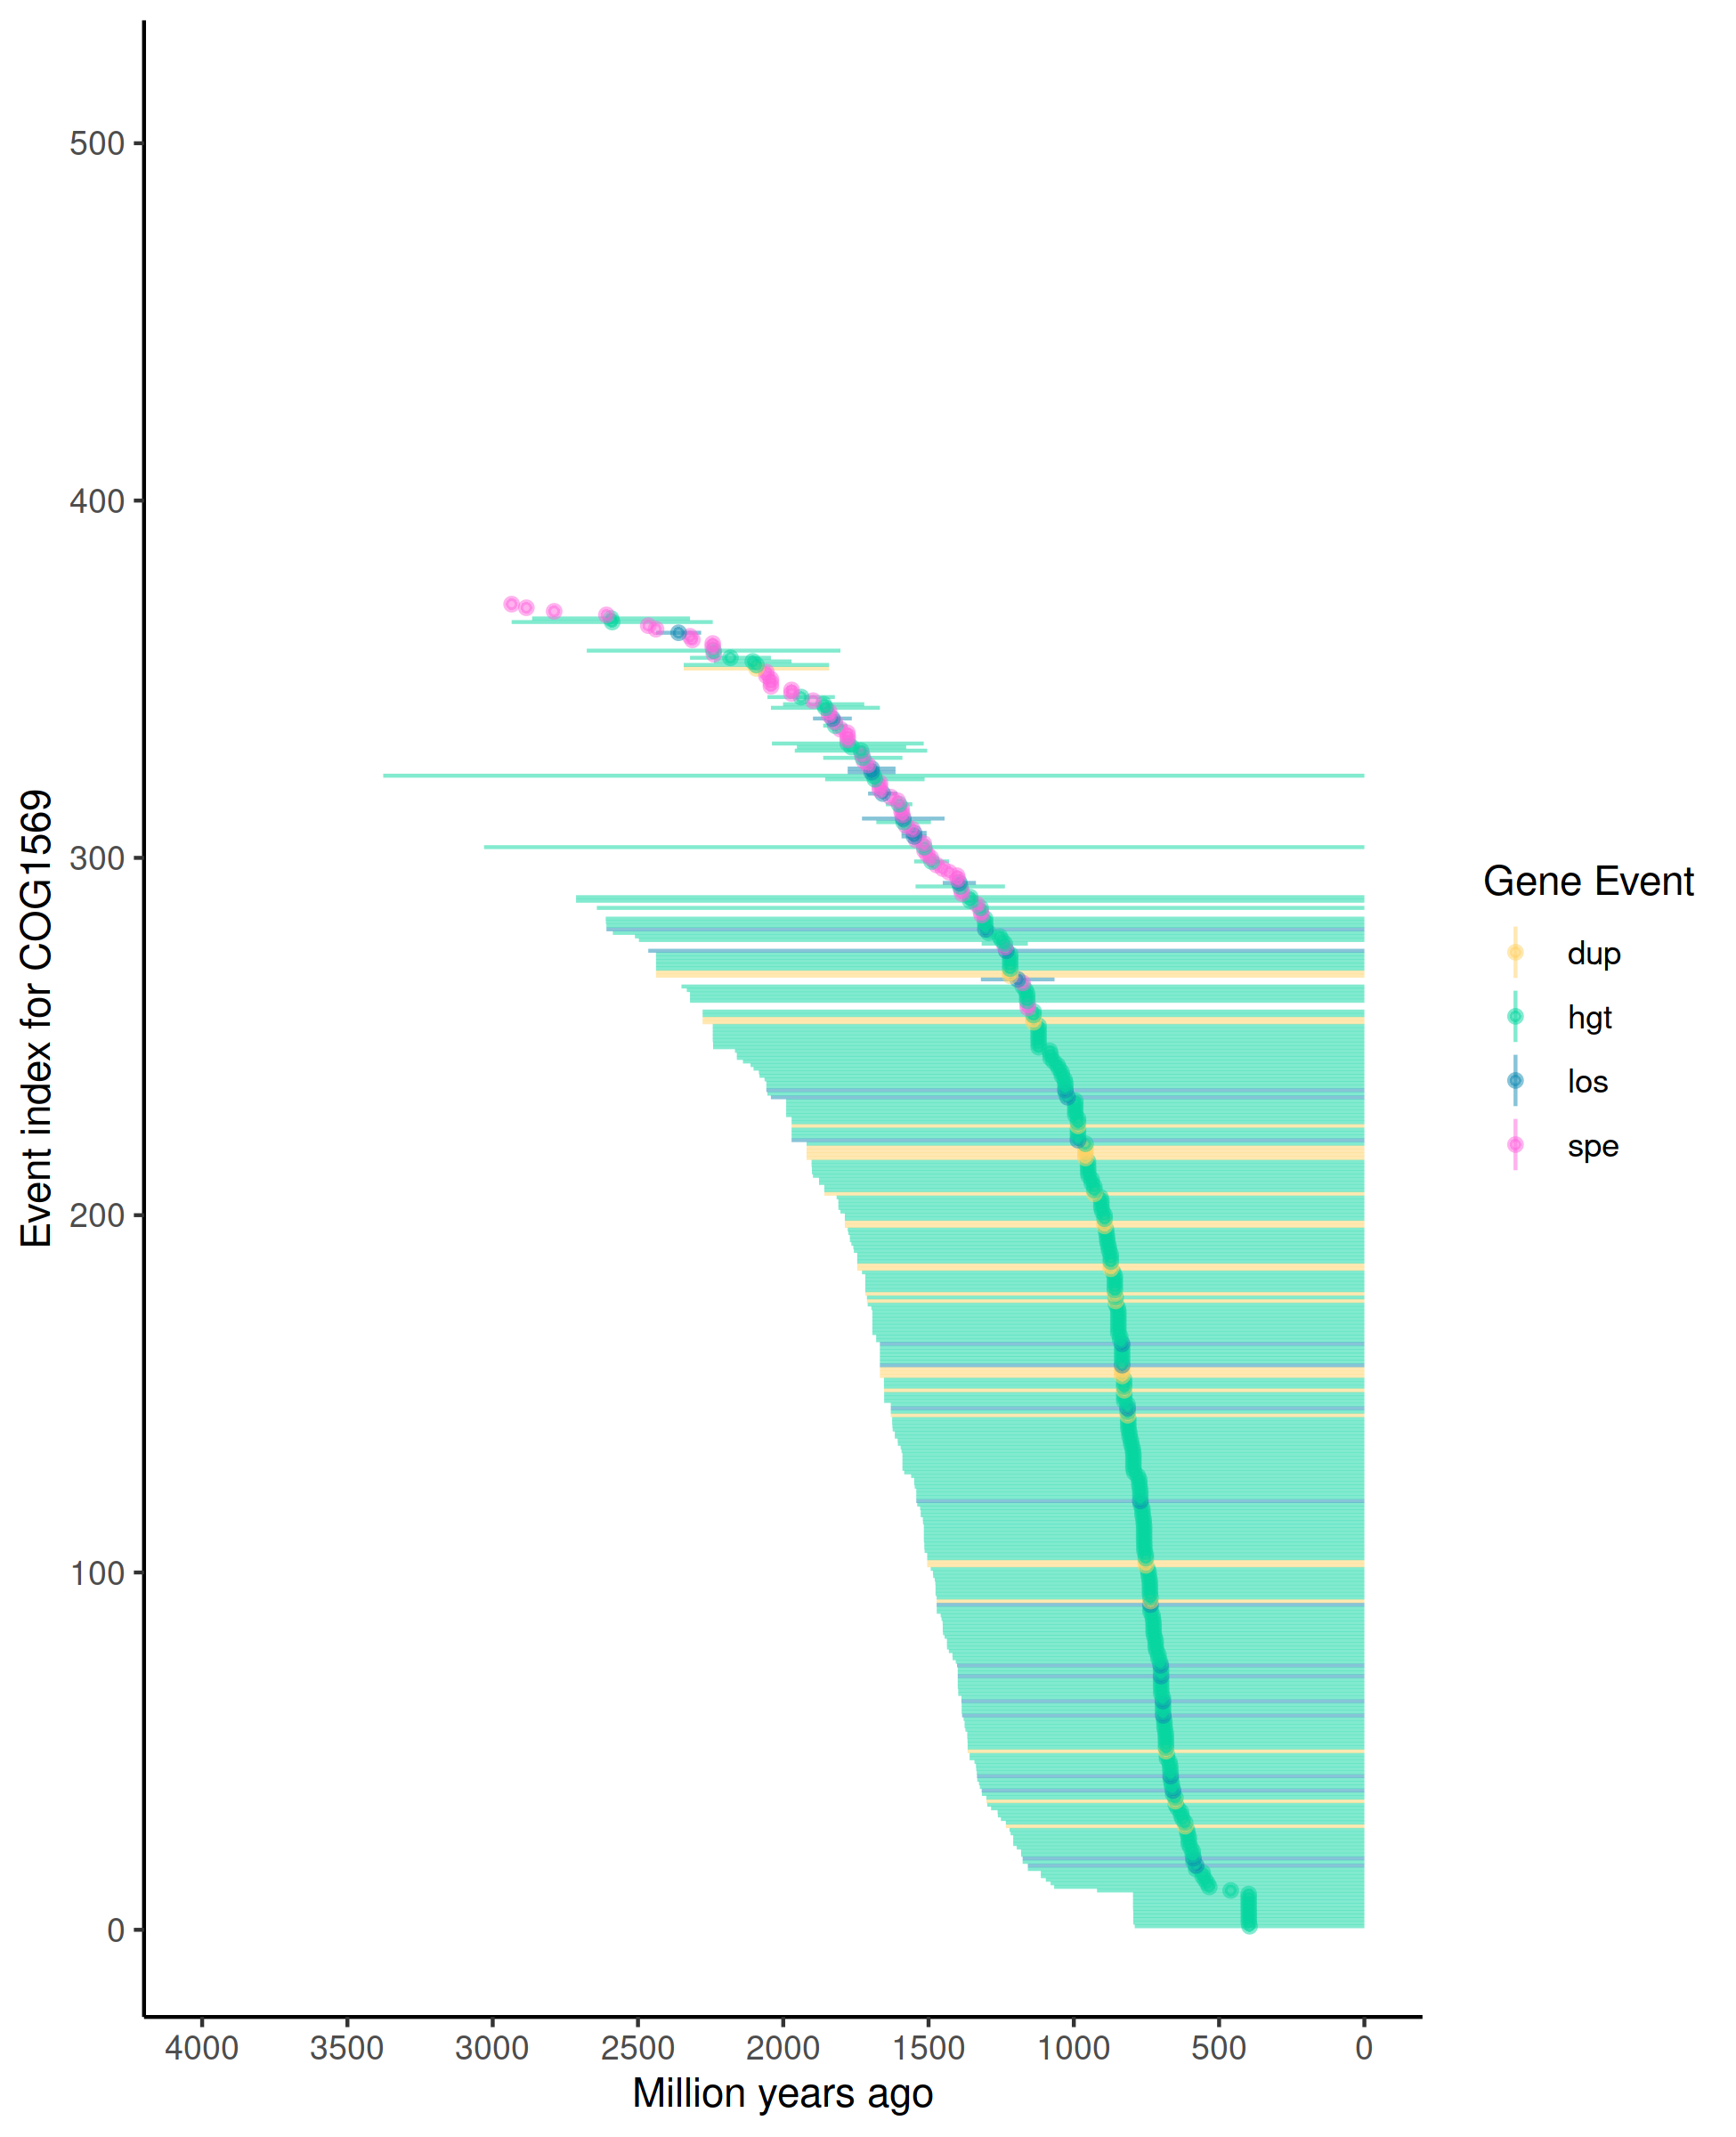 500
400
300
200
100
0
Event index for COG1569
4000 3500 3000 2500 2000 1500 1000 500 0
Million years ago
Gene Event
dup
hgt
los
spe